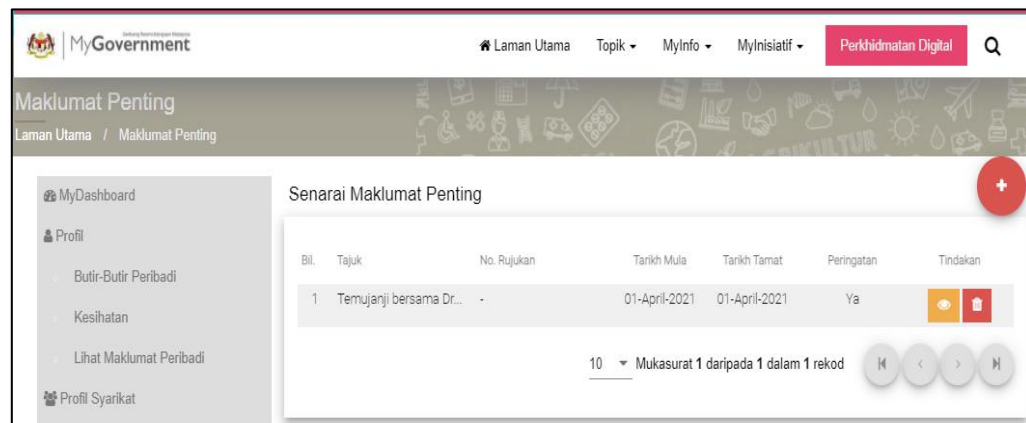 MyGovernment
Laman Utama Topik MyInfo MyInisiatif Perkhidmatan Digital
Maklumat Penting
Laman Utama / Maklumat Penting
MyDashboard
Profil
Butir-Butir Peribadi
Kesihatan
Lihat Maklumat Peribadi
Profil Syarikat
Senarai Maklumat Penting
Bil. Tajuk No. Rujukan Tarikh Mula Tarikh Tamat Peringatan Tindakan
1 Temujanji bersama Dr... - 01-April-2021 01-April-2021 Ya
10 Mukasurat 1 daripada 1 dalam 1 rekod